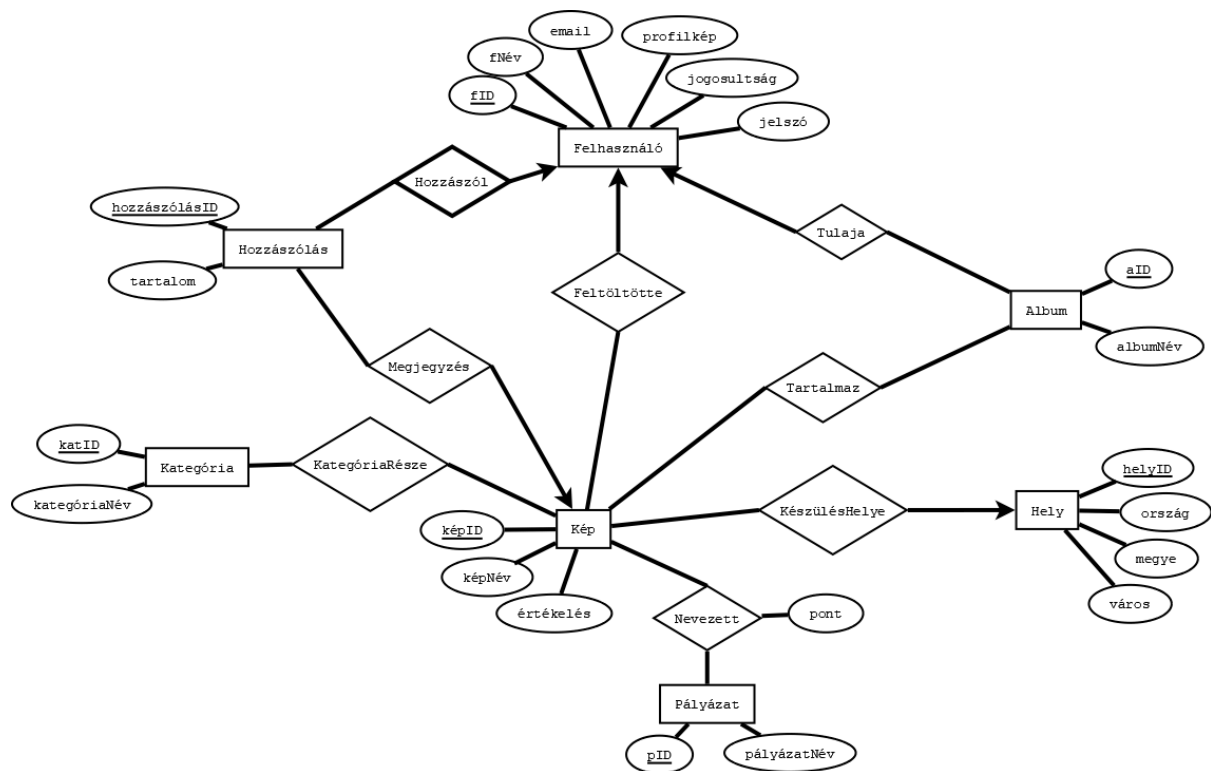 email
profilkép
fNév
jogosultság
fID
jelszó
Felhasználó
Hozzászól
hozzászólásID
Hozzászólás
tartalom
Tulaja
Feltöltötte
aID
Album
albumNév
Megjegyzés
Tartalmaz
katID
Kategória
KategóriaRésze
kategóriaNév
helyID
KészülésHelye
Hely
ország
képID
Kép
megye
képNév
város
értékelés
Nevezett
pont
Pályázat
pID
pályázatNév